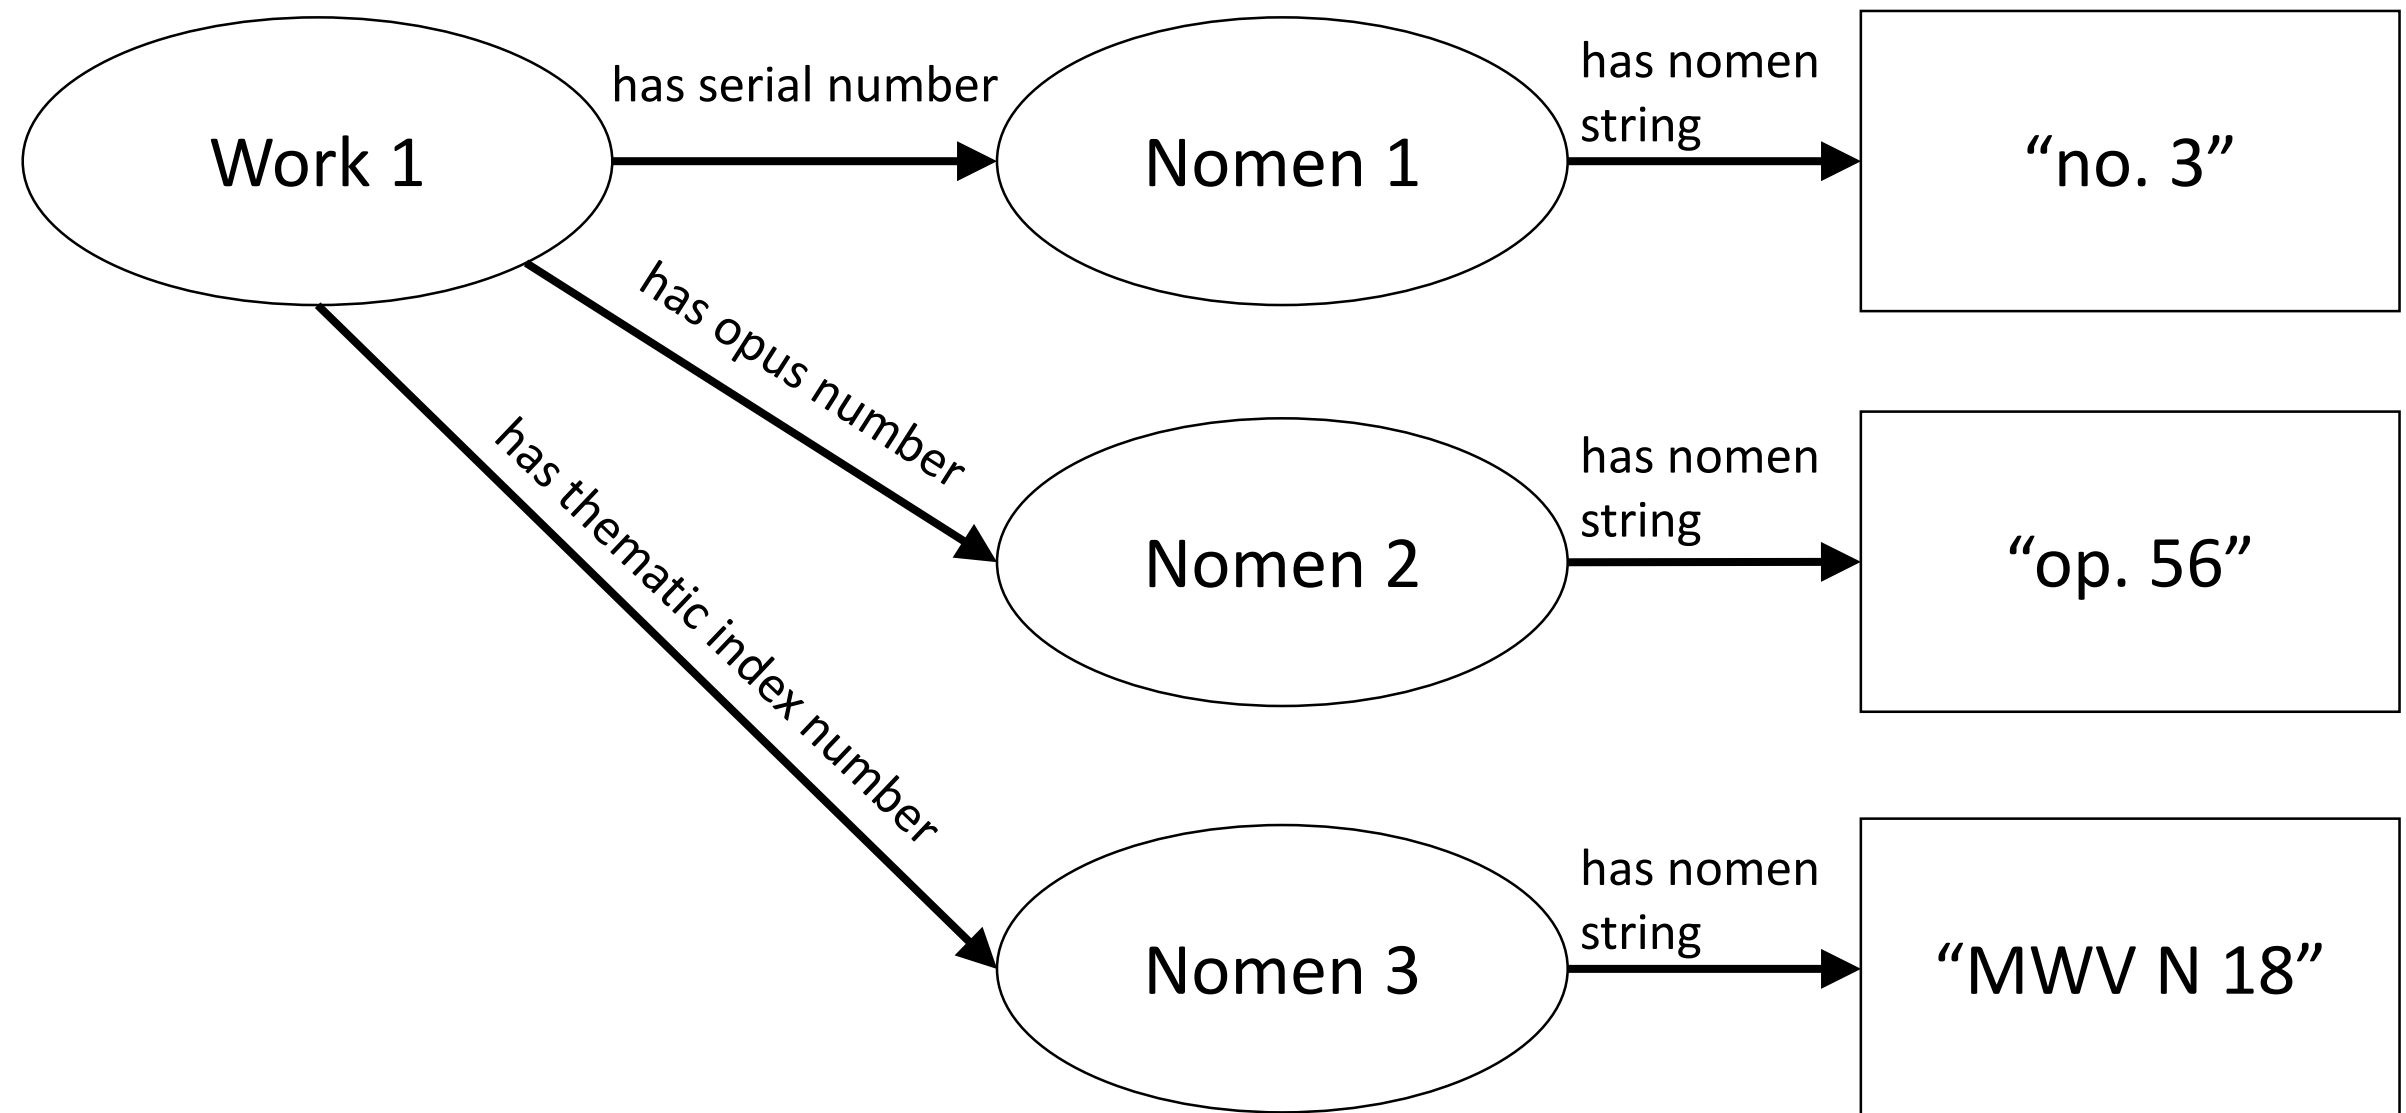 Work 1
has serial number
Nomen 1
has nomen
string
“no. 3”
has opus number
Nomen 2
has nomen
string
“op. 56”
has thematic index number
Nomen 3
has nomen
string
“MWV N 18”